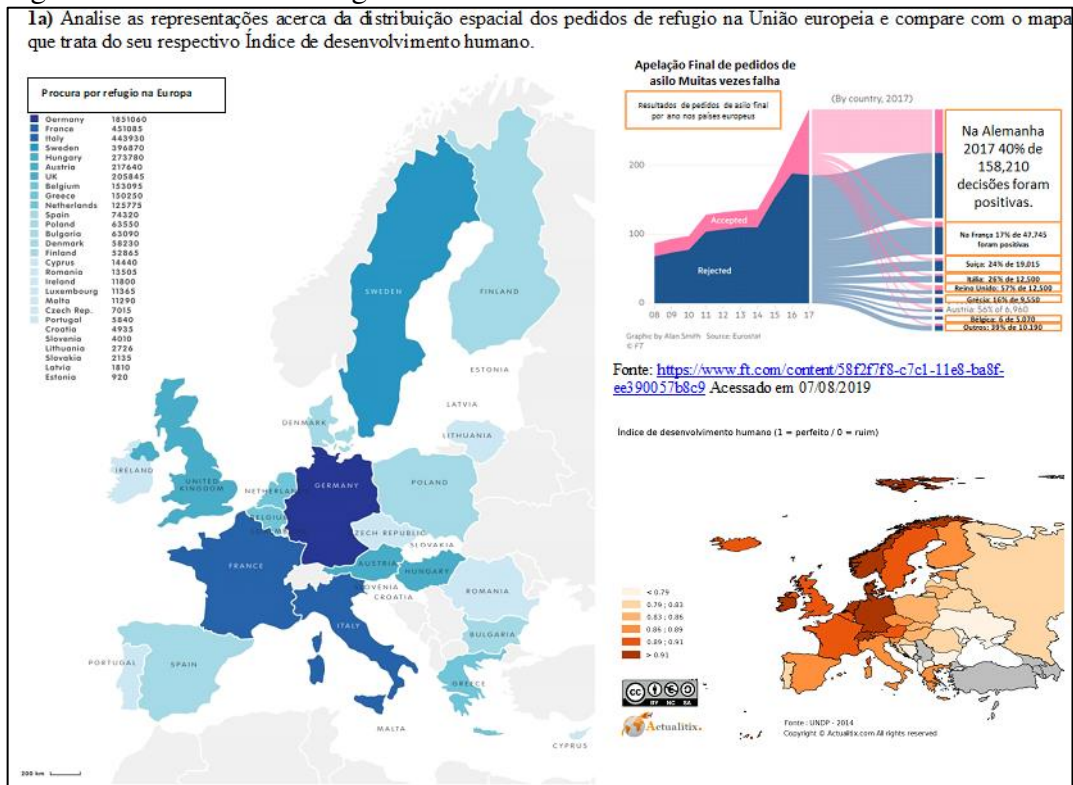 1a) Analise as representações acerca da distribuição espacial dos pedidos de refugio na União europeia e compare com o mapa
que trata do seu respectivo Índice de desenvolvimento humano.
Procura por refugio na Europa
Germany 1851060
France 451085
Italy 443930
Sweden 396870
Hungary 273780
Austria 217640
UK 205845
Belgium 153095
Greece 150250
Netherlands 125775
Spain 74320
Poland 63550
Bulgaria 63090
Denmark 58230
Finland 52865
Cyprus 14440
Romania 13505
Ireland 11800
Luxembourg 11365
Malta 11290
Czech Rep. 7015
Portugal 5840
Croatia 4935
Slovenia 4010
Lithuania 2726
Slovakia 2135
Latvia 1810
Estonia 920
SWEDEN
FINLAND
ESTONIA
LATVIA
LITHUANIA
DENMARK
IRELAND
UNITED
KINGDOM
NETHERLANDS
GERMANY
POLAND
BELGIUM
CZECH REPUBLIC
SLOVAKIA
FRANCE
AUSTRIA
HUNGARY
SLOVENIA
CROATIA
ROMANIA
ITALY
BULGARIA
PORTUGAL
SPAIN
GREECE
MALTA
CYPRUS
200 km
Apelação Final de pedidos de
asilo Muitas vezes falha
Resultados de pedidos de asilo final
por ano nos países europeus
(By country, 2017)
200
100
0
Accepted
Rejected
08 09 10 11 12 13 14 15 16 17
Na Alemanha
2017 40% de
158,210
decisões foram
positivas.
Na França 17% de 47.745
foram positivas
Suiça: 24% de 19,015
Itália: 26% de 12,500
Reino Unido: 57% de 12,500
Grécia: 16% de 9,550
Austria: 56% of 6,960
Bélgica: 6 de 5,070
Outros: 39% de 10,190
Graphic by Alan Smith Source: Eurostat
© FT
Fonte: https://www.ft.com/content/58f2f7f8-c7c1-11e8-ba8f-
ee390057b8c9 Acessado em 07/08/2019
Índice de desenvolvimento humano (1 = perfeito / 0 = ruim)
< 0.79
0.79 ; 0.83
0.83 ; 0.86
0.86 ; 0.89
0.89 ; 0.91
> 0.91
CC
BY NC SA
Actualitix.
Fonte : UNDP - 2014
Copyright © Actualitix.com All rights reserved